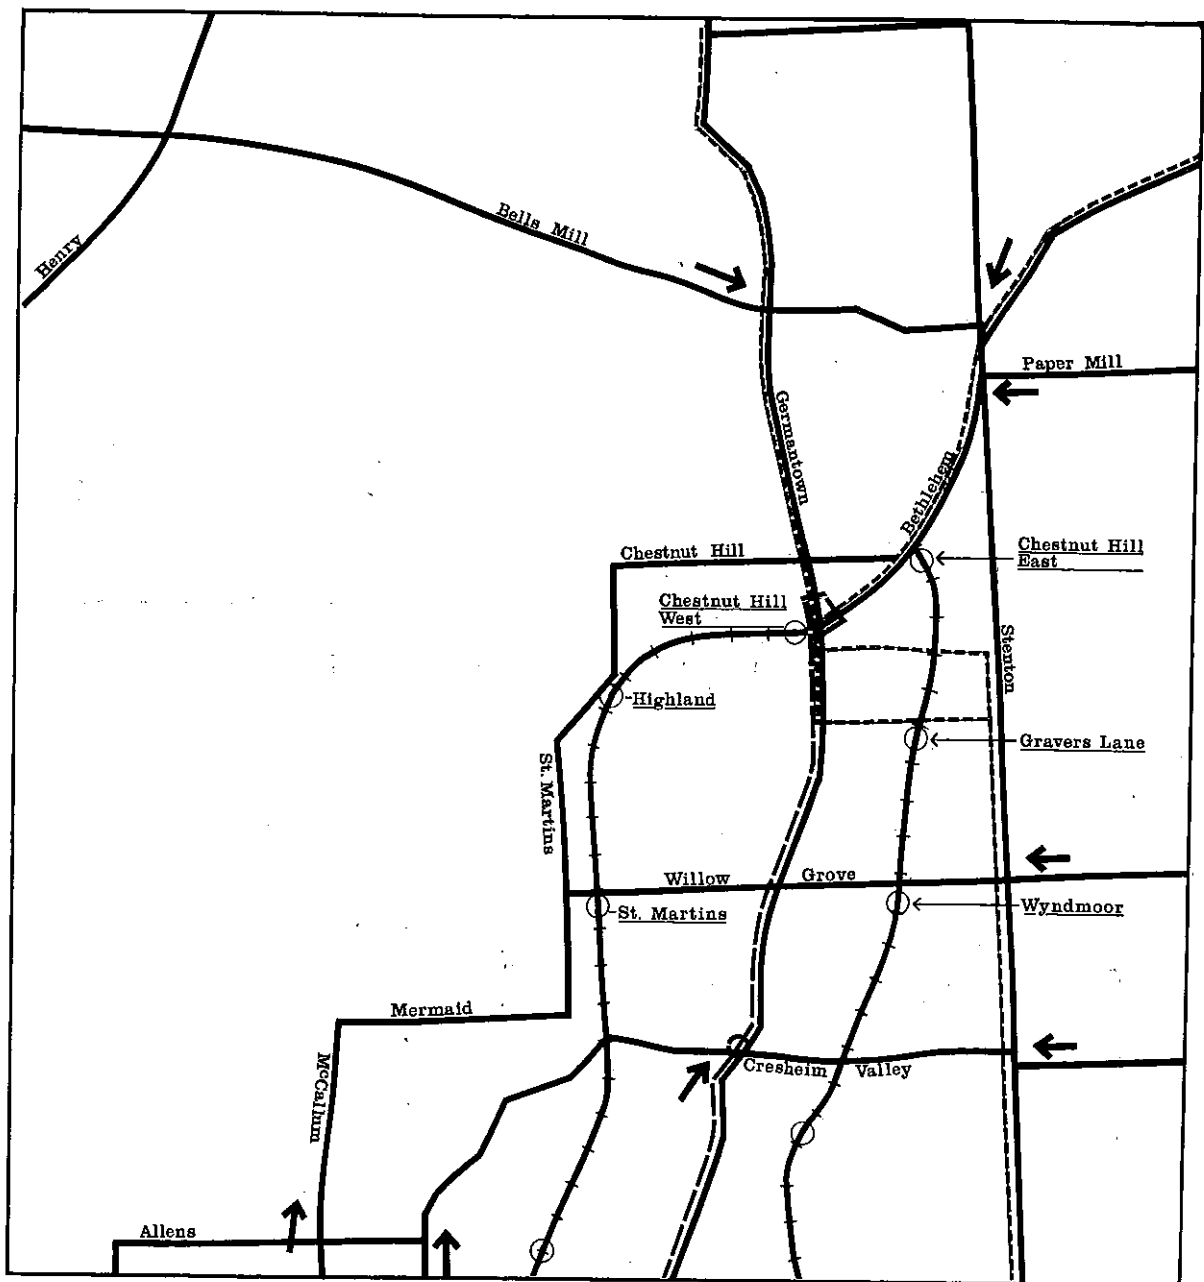 Henry
Bells Mill
Paper Mill
Germantown
Bethlehem
Chestnut Hill
Chestnut Hill
East
Chestnut Hill
West
Stenton
Highland
Gravers Lane
St. Martins
Willow Grove
St. Martins
Wyndmoor
Mermaid
McCallum
Cresheim Valley
Allens